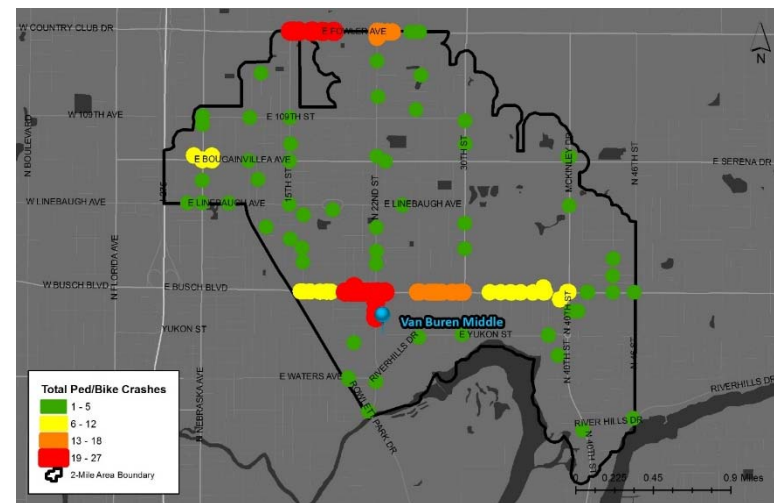 W COUNTRY CLUB DR
E FOWLER AVE
N
W 109TH AVE
E 109TH ST
N BOULEVARD
E BOUGAINVILLEA AVE
15TH ST
N 22ND ST
30TH ST
MCKINLEY DR
N 46TH ST
E SERENA DR
I-275
W LINEBAUGH AVE
E LINEBAUGH AVE
E LINEBAUGH AVE
N FLORIDA AVE
W BUSCH BLVD
E BUSCH BLVD
Van Buren Middle
YUKON ST
E YUKON ST
N 40TH ST
N 40TH ST
N 46 ST
E WATERS AVE
RIVERHILLS DR
ROWLETT PARK DR
N NEBRASKA AVE
RIVERHILLS DR
RIVER HILLS DR
N 40TH ST
Total Ped/Bike Crashes
1 - 5
6 - 12
13 - 18
19 - 27
2-Mile Area Boundary
0 0.225 0.45 0.9 Miles